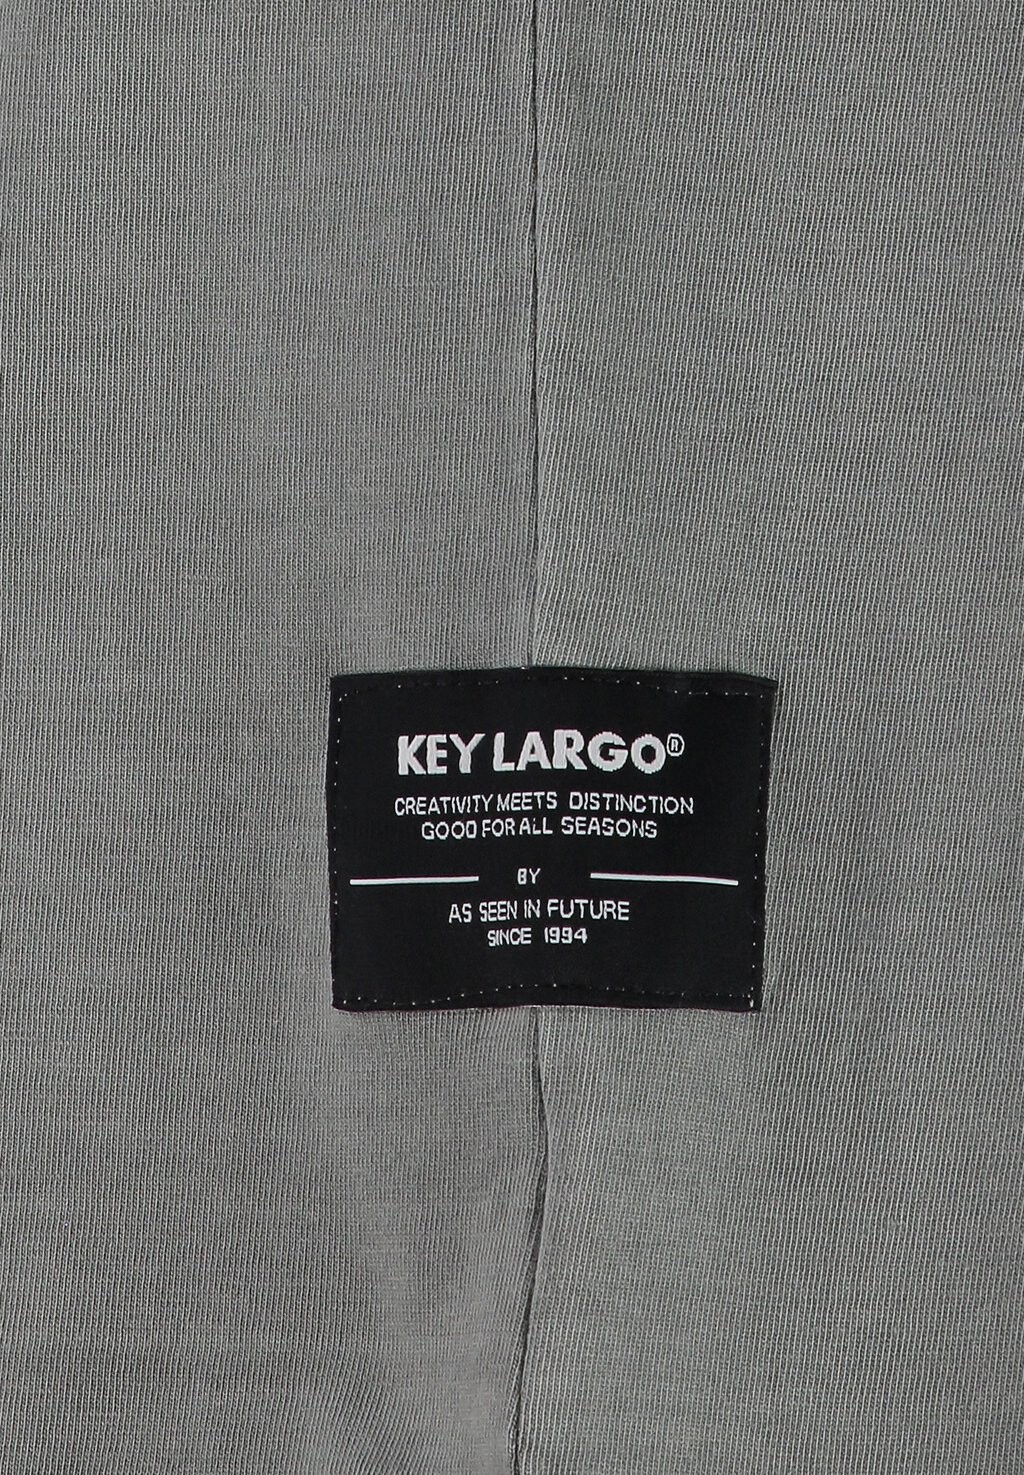 KEY LARGO®
CREATIVITY MEETS DISTINCTION
GOOD FOR ALL SEASONS
BY
AS SEEN IN FUTURE
SINCE 1994